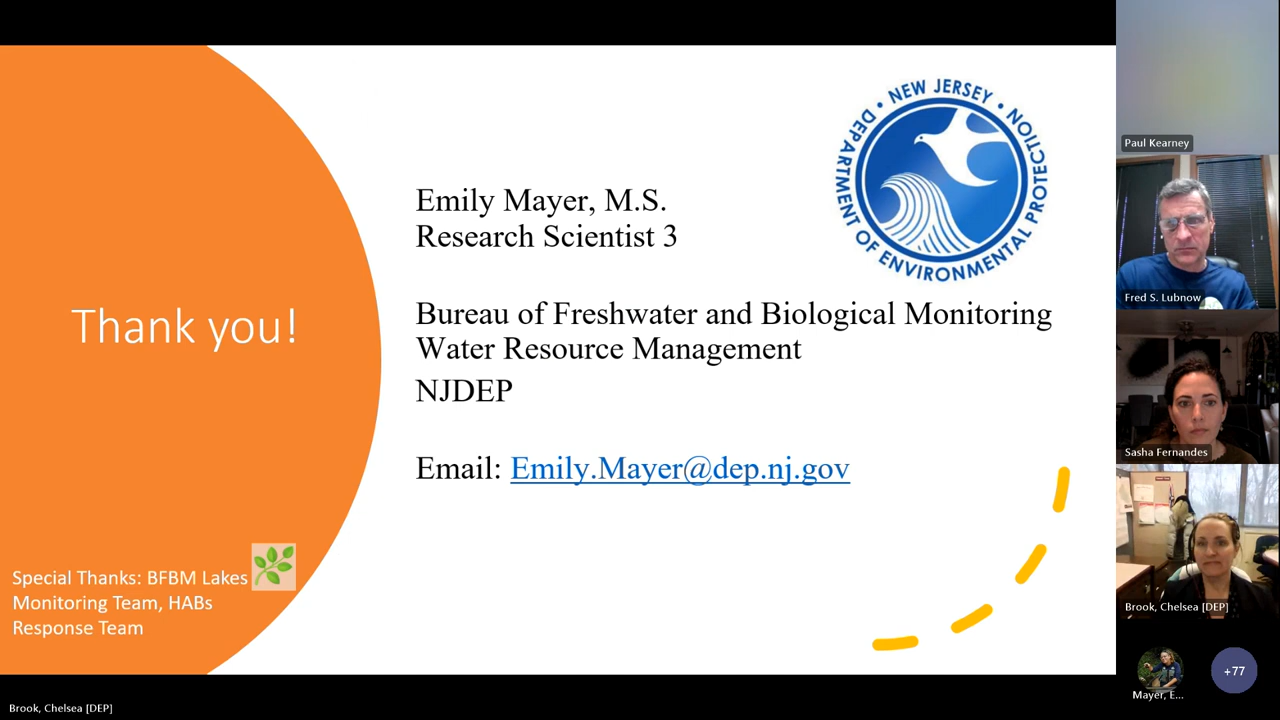 Thank you!
Special Thanks: BFBM Lakes
Monitoring Team, HABs
Response Team
Emily Mayer, M.S.
Research Scientist 3
Bureau of Freshwater and Biological Monitoring
Water Resource Management
NJDEP
Email: Emily.Mayer@dep.nj.gov
• NEW JERSEY •
DEPARTMENT OF ENVIRONMENTAL PROTECTION
Paul Kearney
Fred S. Lubnow
Sasha Fernandes
Brook, Chelsea [DEP]
Mayer, E...
+77
Brook, Chelsea [DEP]